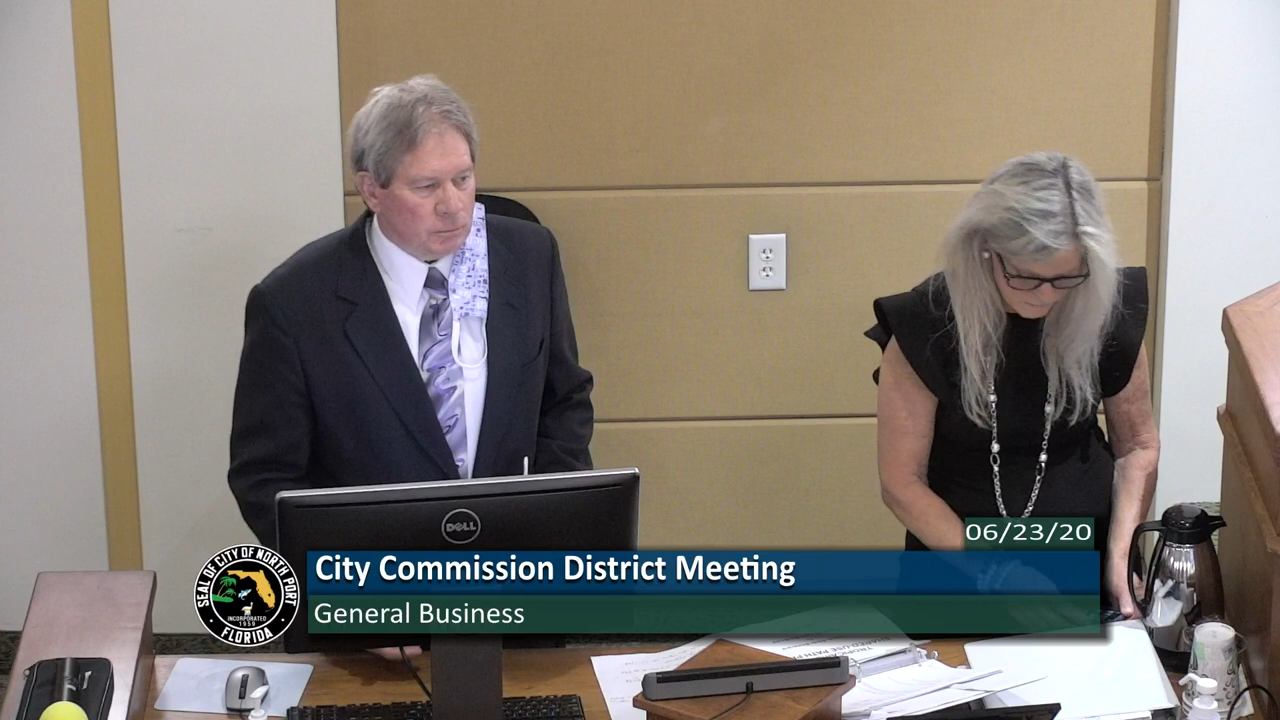 DELL
06/23/20
City Commission District Meeting
General Business
SEAL OF CITY OF NORTH PORT
INCORPORATED
1959
FLORIDA